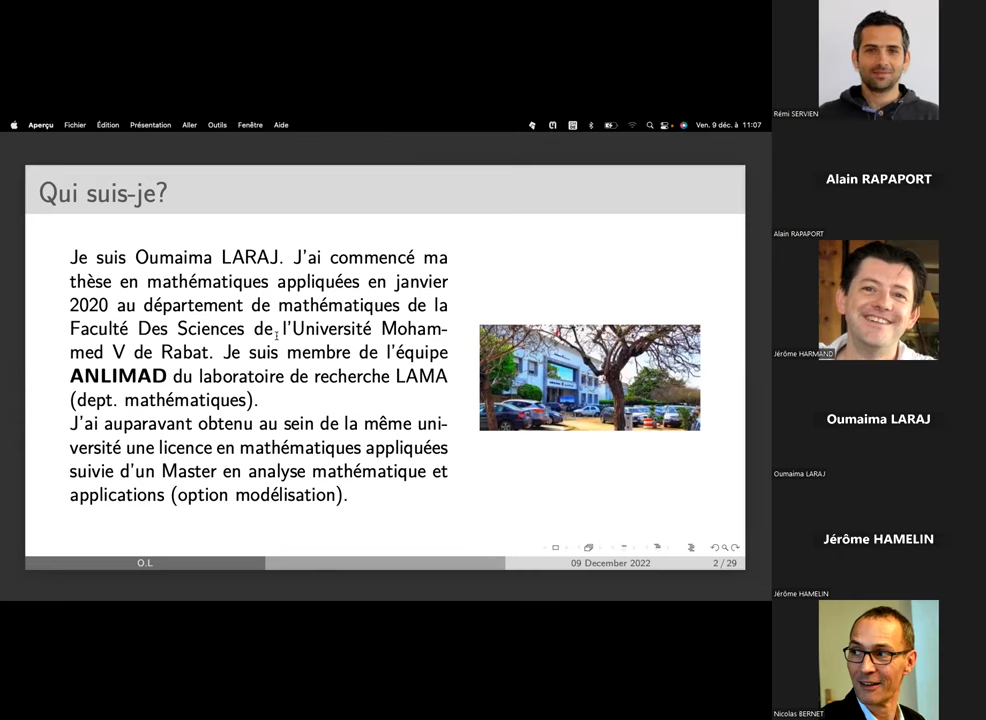 Aperçu Fichier Édition Présentation Aller Outils Fenêtre Aide Ven. 9 déc. à 11:07
Qui suis-je?
Je suis Oumaima LARAJ. J'ai commencé ma
thèse en mathématiques appliquées en janvier
2020 au département de mathématiques de la
Faculté Des Sciences de l'Université Moham-
med V de Rabat. Je suis membre de l'équipe
ANLIMAD du laboratoire de recherche LAMA
(dept. mathématiques).
J'ai auparavant obtenu au sein de la même uni-
versité une licence en mathématiques appliquées
suivie d'un Master en analyse mathématique et
applications (option modélisation).
O.L 09 December 2022 2 / 29
Rémi SERVIEN
Alain RAPAPORT
Alain RAPAPORT
Jérôme HARMAND
Oumaima LARAJ
Oumaima LARAJ
Jérôme HAMELIN
Jérôme HAMELIN
Nicolas BERNET